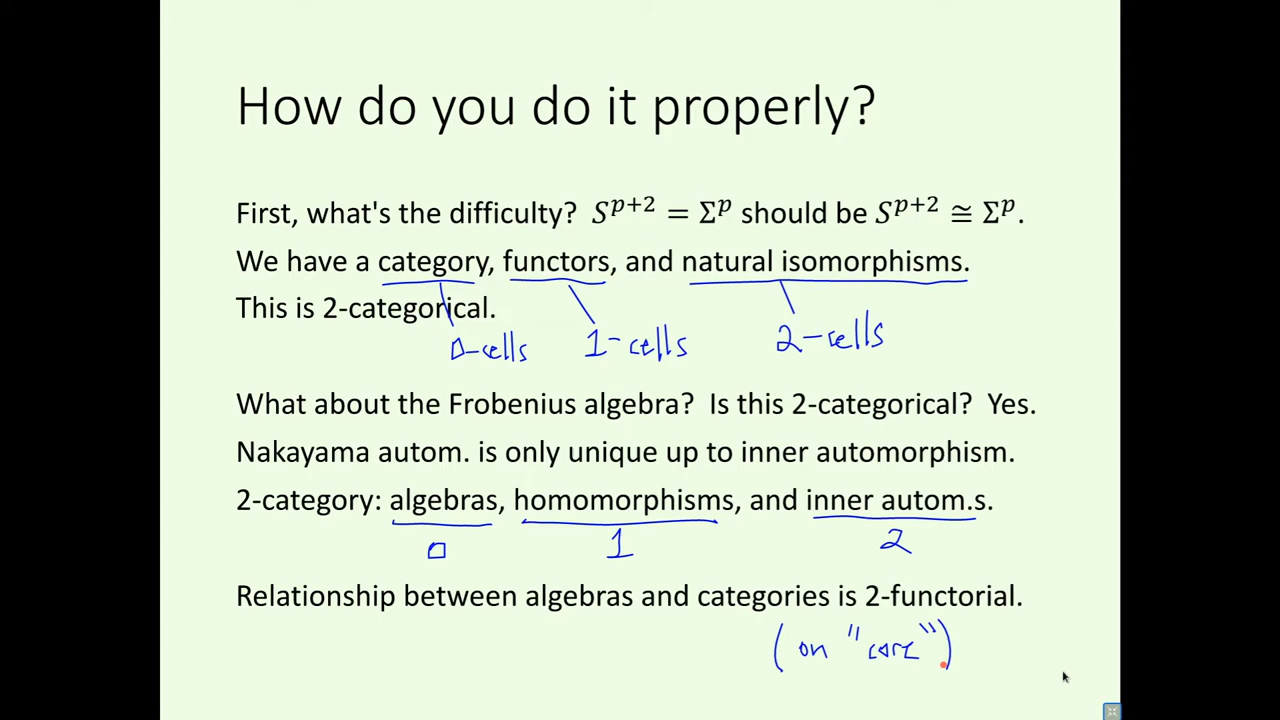 How do you do it properly?
First, what's the difficulty? S^{p+2} = Σ^p should be S^{p+2} ≅ Σ^p.
We have a category, functors, and natural isomorphisms.
This is 2-categorical.
0-cells 1-cells 2-cells
What about the Frobenius algebra? Is this 2-categorical? Yes.
Nakayama autom. is only unique up to inner automorphism.
2-category: algebras, homomorphisms, and inner autom.s.
0 1 2
Relationship between algebras and categories is 2-functorial.
(on "core")